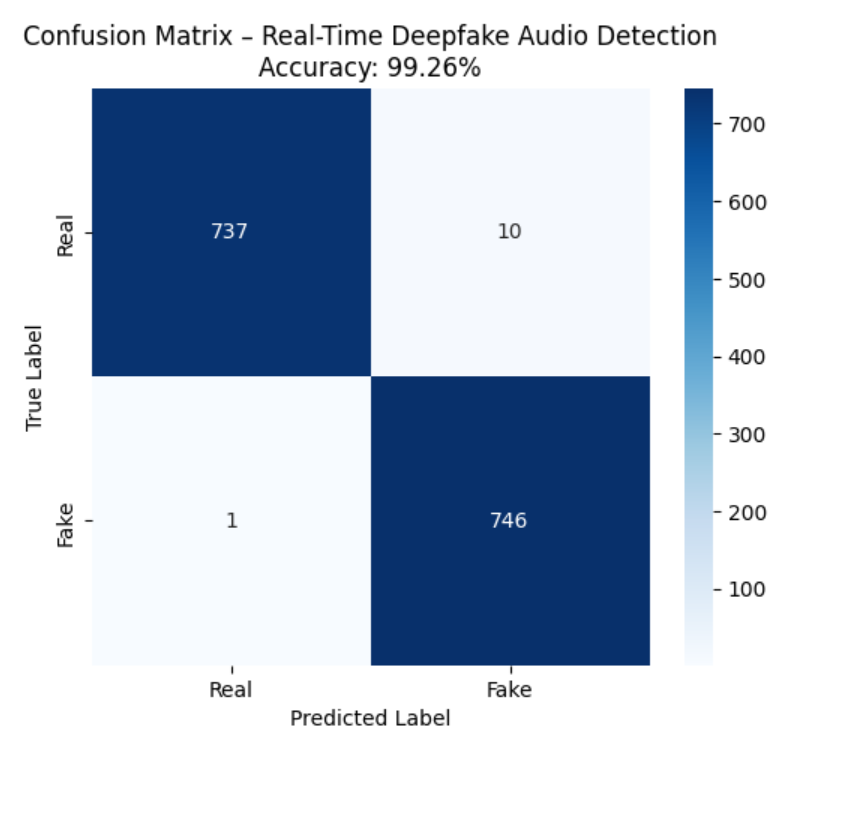 Confusion Matrix – Real-Time Deepfake Audio Detection
Accuracy: 99.26%
700
600
500
400
300
200
100
True Label
Real
737
10
Fake
1
746
Real
Fake
Predicted Label